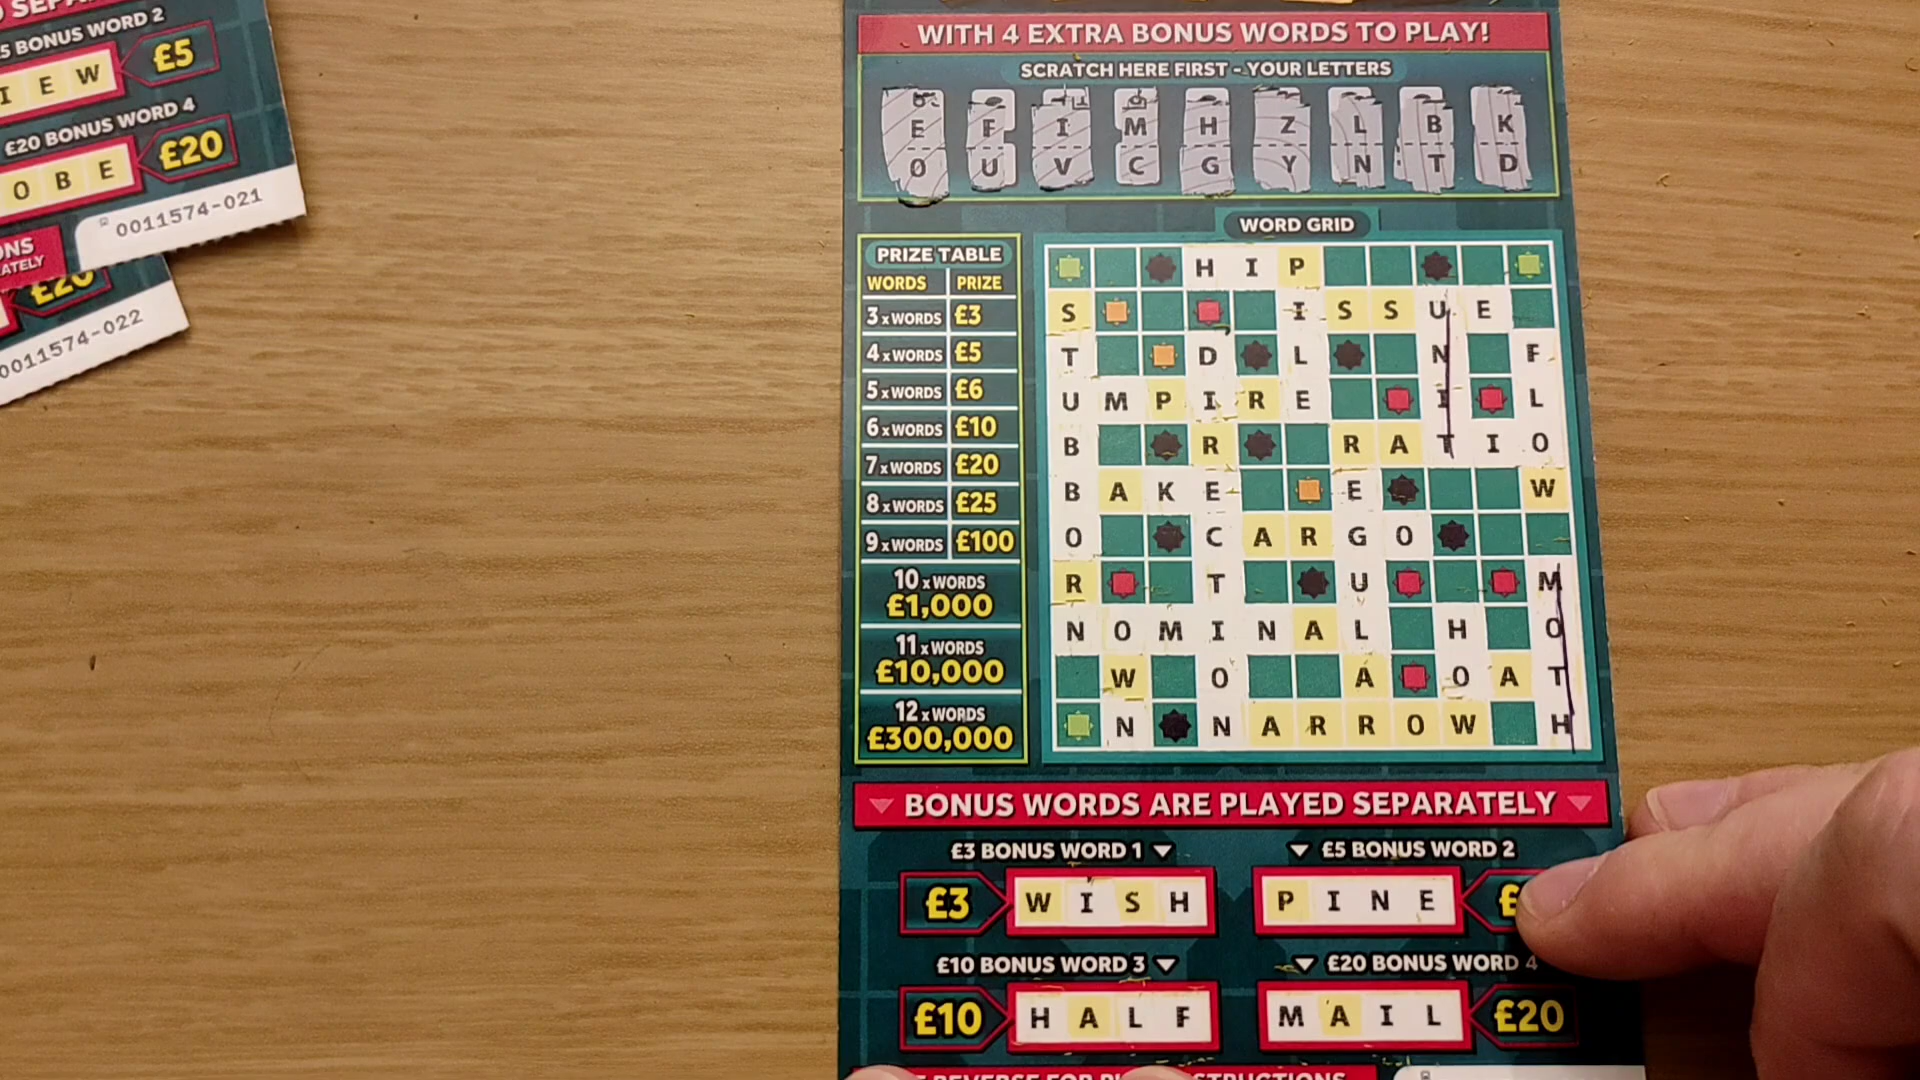 5 BONUS WORD 2
I E W
£5
£20 BONUS WORD 4
O B E
£20
0011574-021
£20
0011574-022
WITH 4 EXTRA BONUS WORDS TO PLAY!
SCRATCH HERE FIRST - YOUR LETTERS
E F I M H Z L B K
O U V C G Y N T D
WORD GRID
PRIZE TABLE
WORDS PRIZE
3 x WORDS £3
4 x WORDS £5
5 x WORDS £6
6 x WORDS £10
7 x WORDS £20
8 x WORDS £25
9 x WORDS £100
10 x WORDS
£1,000
11 x WORDS
£10,000
12 x WORDS
£300,000
H I P
S I S S U E
T D L N F
U M P I R E I L
B R R A T I O
B A K E E W
O C A R G O
R T U M
N O M I N A L H O
W O A O A T
N N A R R O W H
BONUS WORDS ARE PLAYED SEPARATELY
£3 BONUS WORD 1
£3 W I S H
£5 BONUS WORD 2
P I N E
£10 BONUS WORD 3
£10 H A L F
£20 BONUS WORD 4
M A I L £20